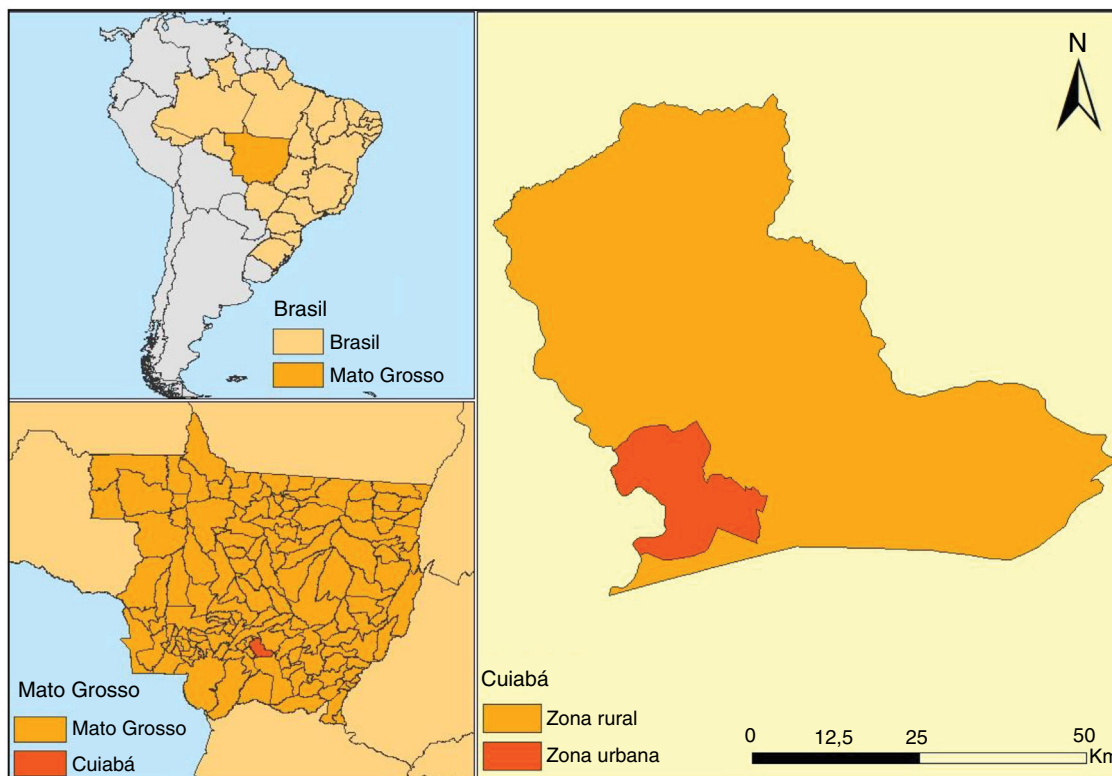 Brasil
Brasil
Mato Grosso
Mato Grosso
Mato Grosso
Cuiabá
N
Cuiabá
Zona rural
Zona urbana
0 12,5 25 50
Km